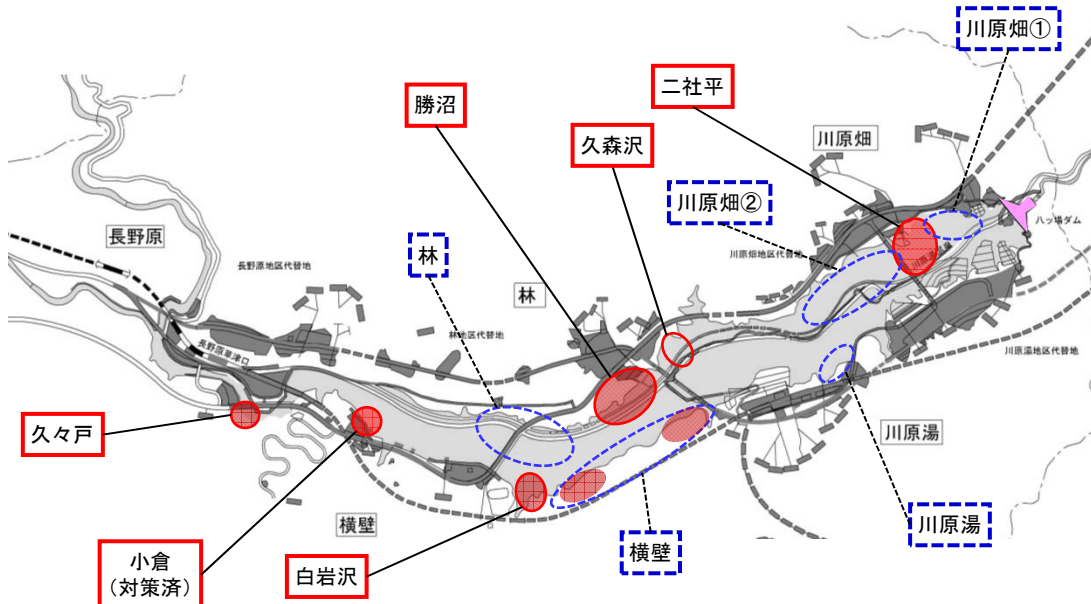 川原畑①
二社平
勝沼
久森沢
川原畑
川原畑②
八ッ場ダム
長野原
林
川原畑地区代替地
長野原地区代替地
林
林地区代替地
長野原草津口
川原湯地区代替地
久々戸
川原湯
横壁
川原湯
小倉
(対策済)
白岩沢
横壁